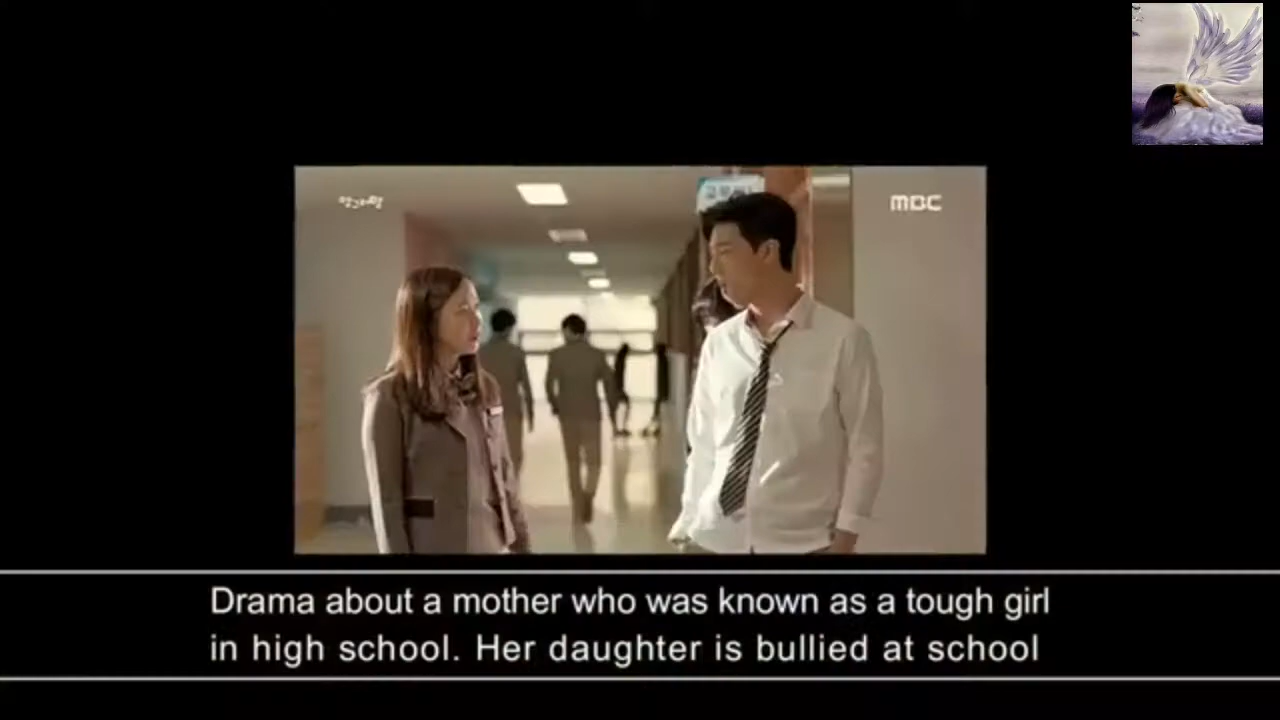 MBC
Drama about a mother who was known as a tough girl
in high school. Her daughter is bullied at school